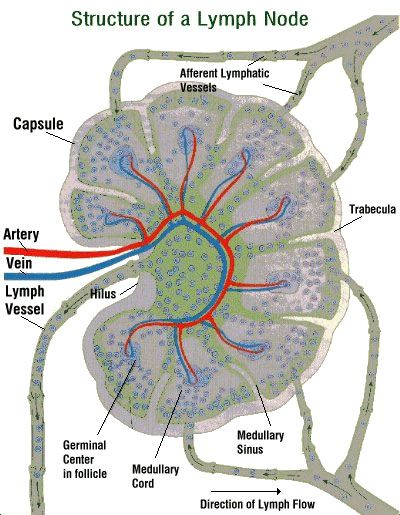 Structure of a Lymph Node
Afferent Lymphatic
Vessels
Capsule
Trabecula
Artery
Vein
Lymph
Vessel
Hilus
Germinal
Center
in follicle
Medullary
Cord
Medullary
Sinus
Direction of Lymph Flow